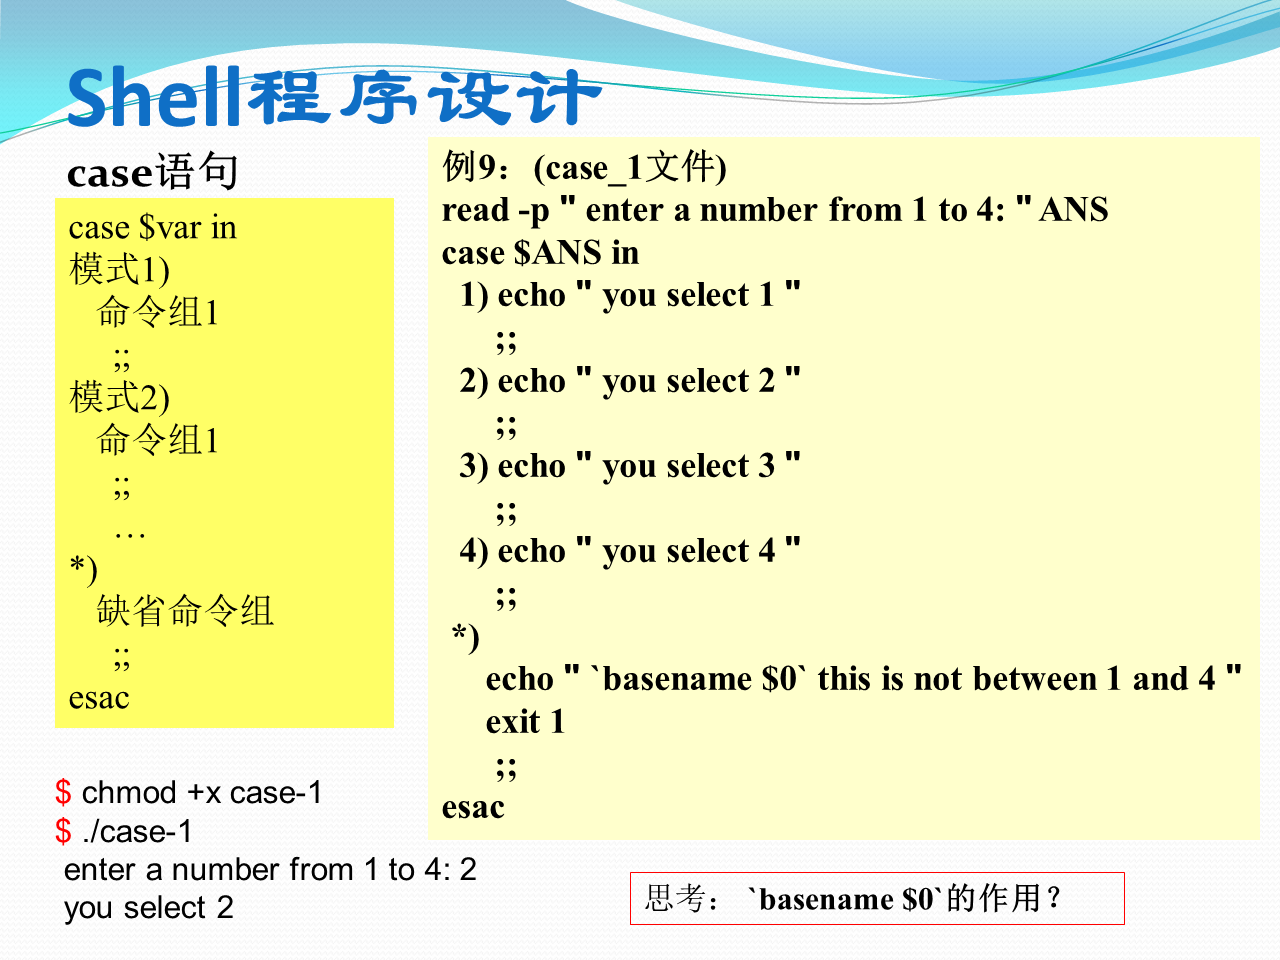 Shell程序设计
case语句
case $var in
模式1)
命令组1
;;
模式2)
命令组1
;;
…
*)
缺省命令组
;;
esac
$ chmod +x case-1
$ ./case-1
enter a number from 1 to 4: 2
you select 2
例9：(case_1文件)
read -p " enter a number from 1 to 4: " ANS
case $ANS in
1) echo " you select 1 "
;;
2) echo " you select 2 "
;;
3) echo " you select 3 "
;;
4) echo " you select 4 "
;;
*)
echo " `basename $0` this is not between 1 and 4 "
exit 1
;;
esac
思考： `basename $0`的作用？